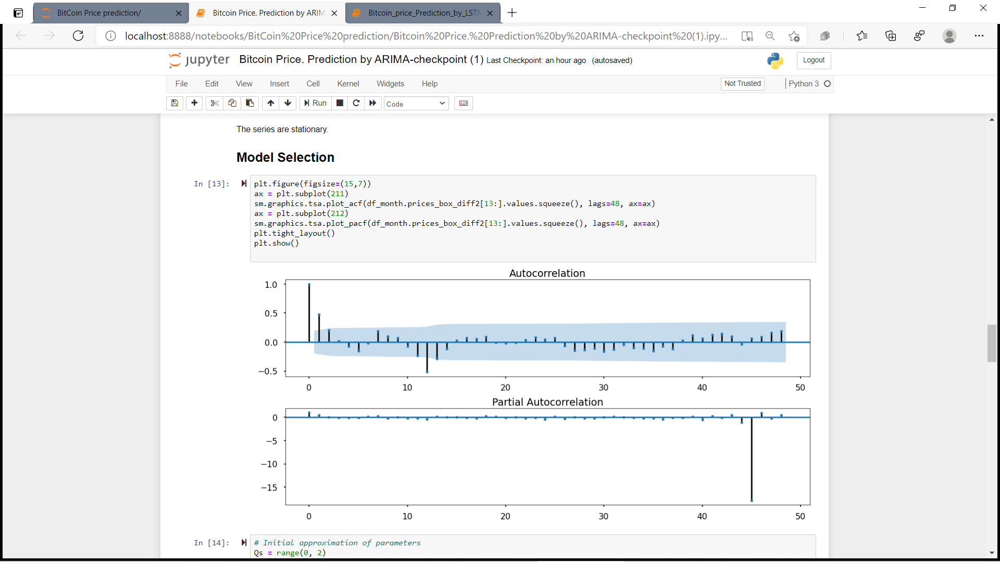 BitCoin Price prediction/
Bitcoin Price. Prediction by ARIM
Bitcoin_price_Prediction_by_LST
localhost:8888/notebooks/BitCoin%20Price%20prediction/Bitcoin%20Price.%20Prediction%20by%20ARIMA-checkpoint%20(1).ipy...
jupyter Bitcoin Price. Prediction by ARIMA-checkpoint (1) Last Checkpoint: an hour ago (autosaved)
Logout
File Edit View Insert Cell Kernel Widgets Help
Not Trusted
Python 3
Run
Code
The series are stationary.
Model Selection
In [13]:
plt.figure(figsize=(15,7))
ax = plt.subplot(211)
sm.graphics.tsa.plot_acf(df_month.prices_box_diff2[13:].values.squeeze(), lags=48, ax=ax)
ax = plt.subplot(212)
sm.graphics.tsa.plot_pacf(df_month.prices_box_diff2[13:].values.squeeze(), lags=48, ax=ax)
plt.tight_layout()
plt.show()
Autocorrelation
1.0
0.5
0.0
−0.5
0 10 20 30 40 50
Partial Autocorrelation
0
−5
−10
−15
0 10 20 30 40 50
In [14]:
# Initial approximation of parameters
Qs = range(0, 2)